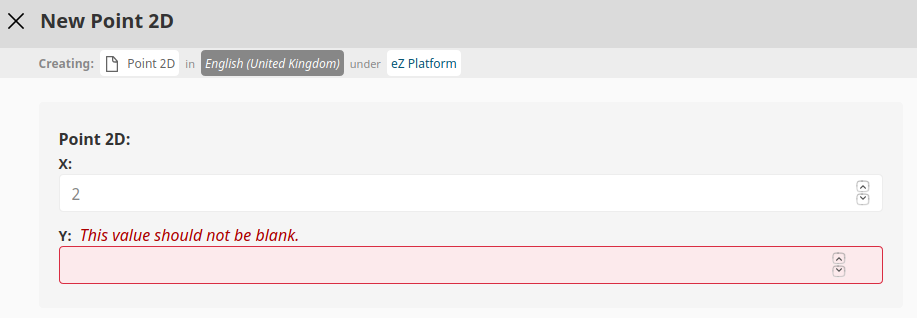 New Point 2D
Creating: Point 2D in English (United Kingdom) under eZ Platform
Point 2D:
X:
2
Y: This value should not be blank.